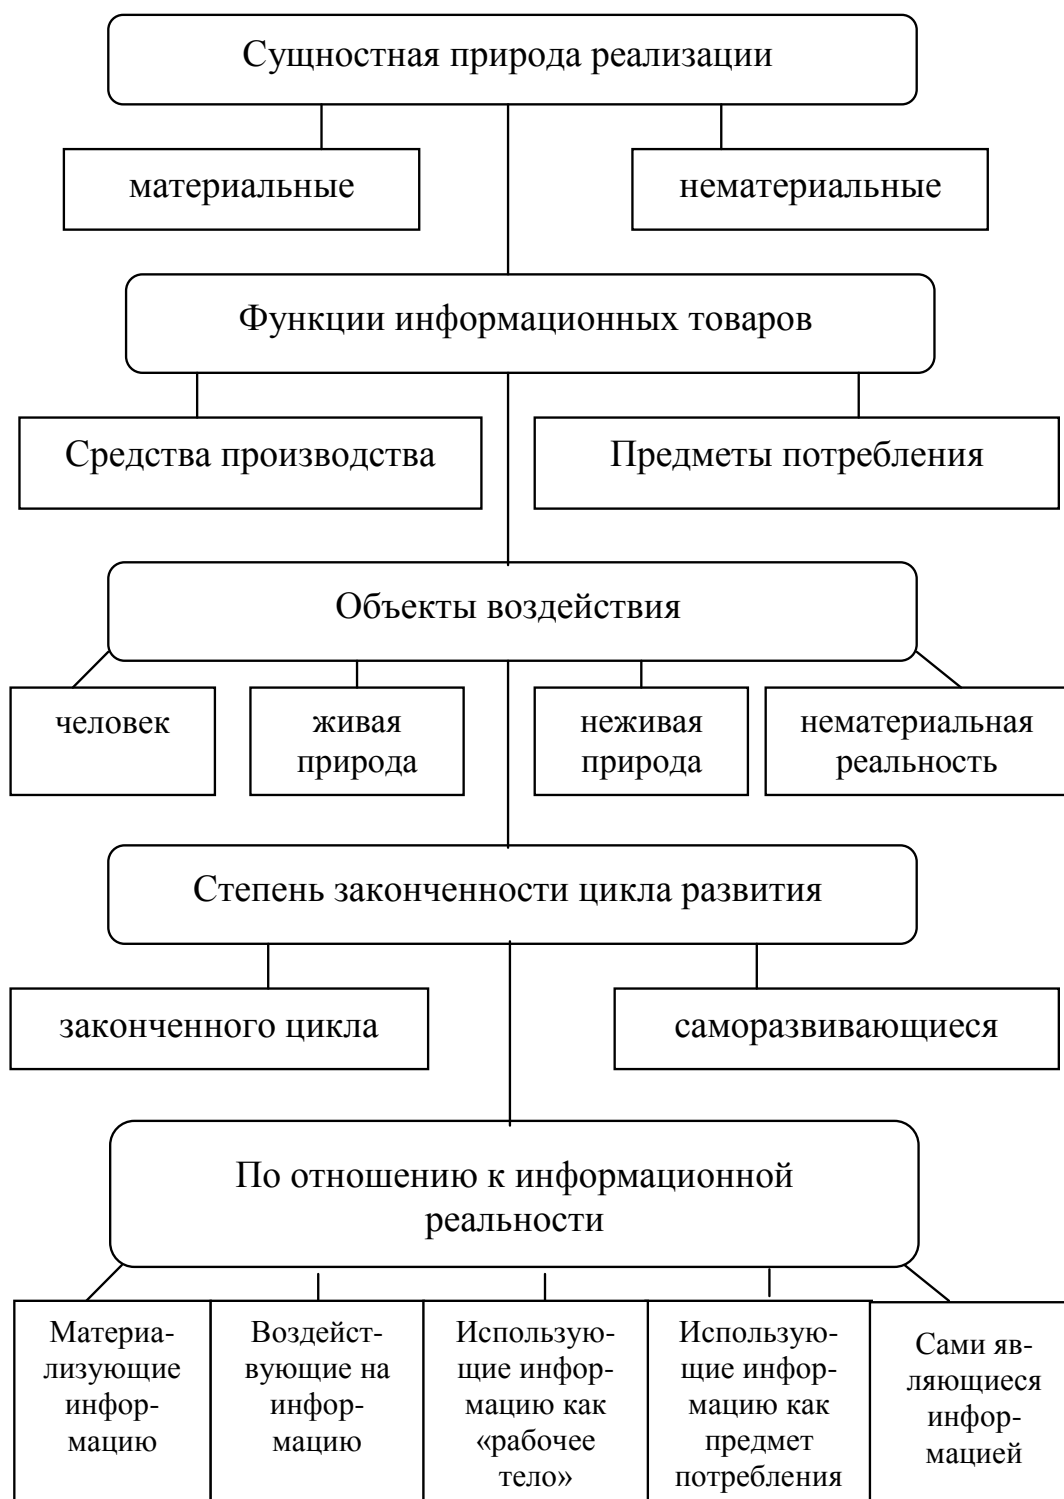 Сущностная природа реализации
материальные
нематериальные
Функции информационных товаров
Средства производства
Предметы потребления
Объекты воздействия
человек
живая
природа
неживая
природа
нематериальная
реальность
Степень законченности цикла развития
законченного цикла
саморазвивающиеся
По отношению к информационной
реальности
Материа-
лизующие
инфор-
мацию
Воздейст-
вующие на
инфор-
мацию
Использую-
щие инфор-
мацию как
«рабочее
тело»
Использую-
щие инфор-
мацию как
предмет
потребления
Сами яв-
ляющиеся
инфор-
мацией